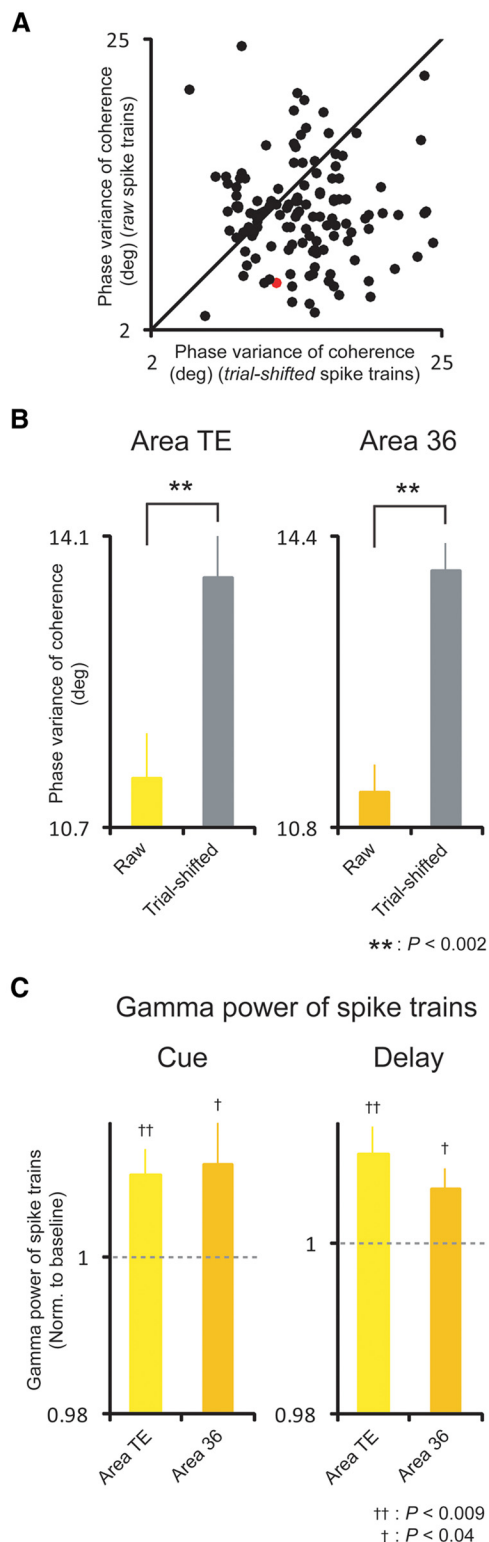 A
25
Phase variance of coherence
(deg) (raw spike trains)
2
2
25
Phase variance of coherence
(deg) (trial-shifted spike trains)
B
Area TE
Area 36
**
**
14.1
14.4
Phase variance of coherence
(deg)
10.7
10.8
Raw
Trial-shifted
Raw
Trial-shifted
** : P < 0.002
C
Gamma power of spike trains
Cue
Delay
††
†
††
†
Gamma power of spike trains
(Norm. to baseline)
1
1
0.98
0.98
Area TE
Area 36
Area TE
Area 36
†† : P < 0.009
† : P < 0.04